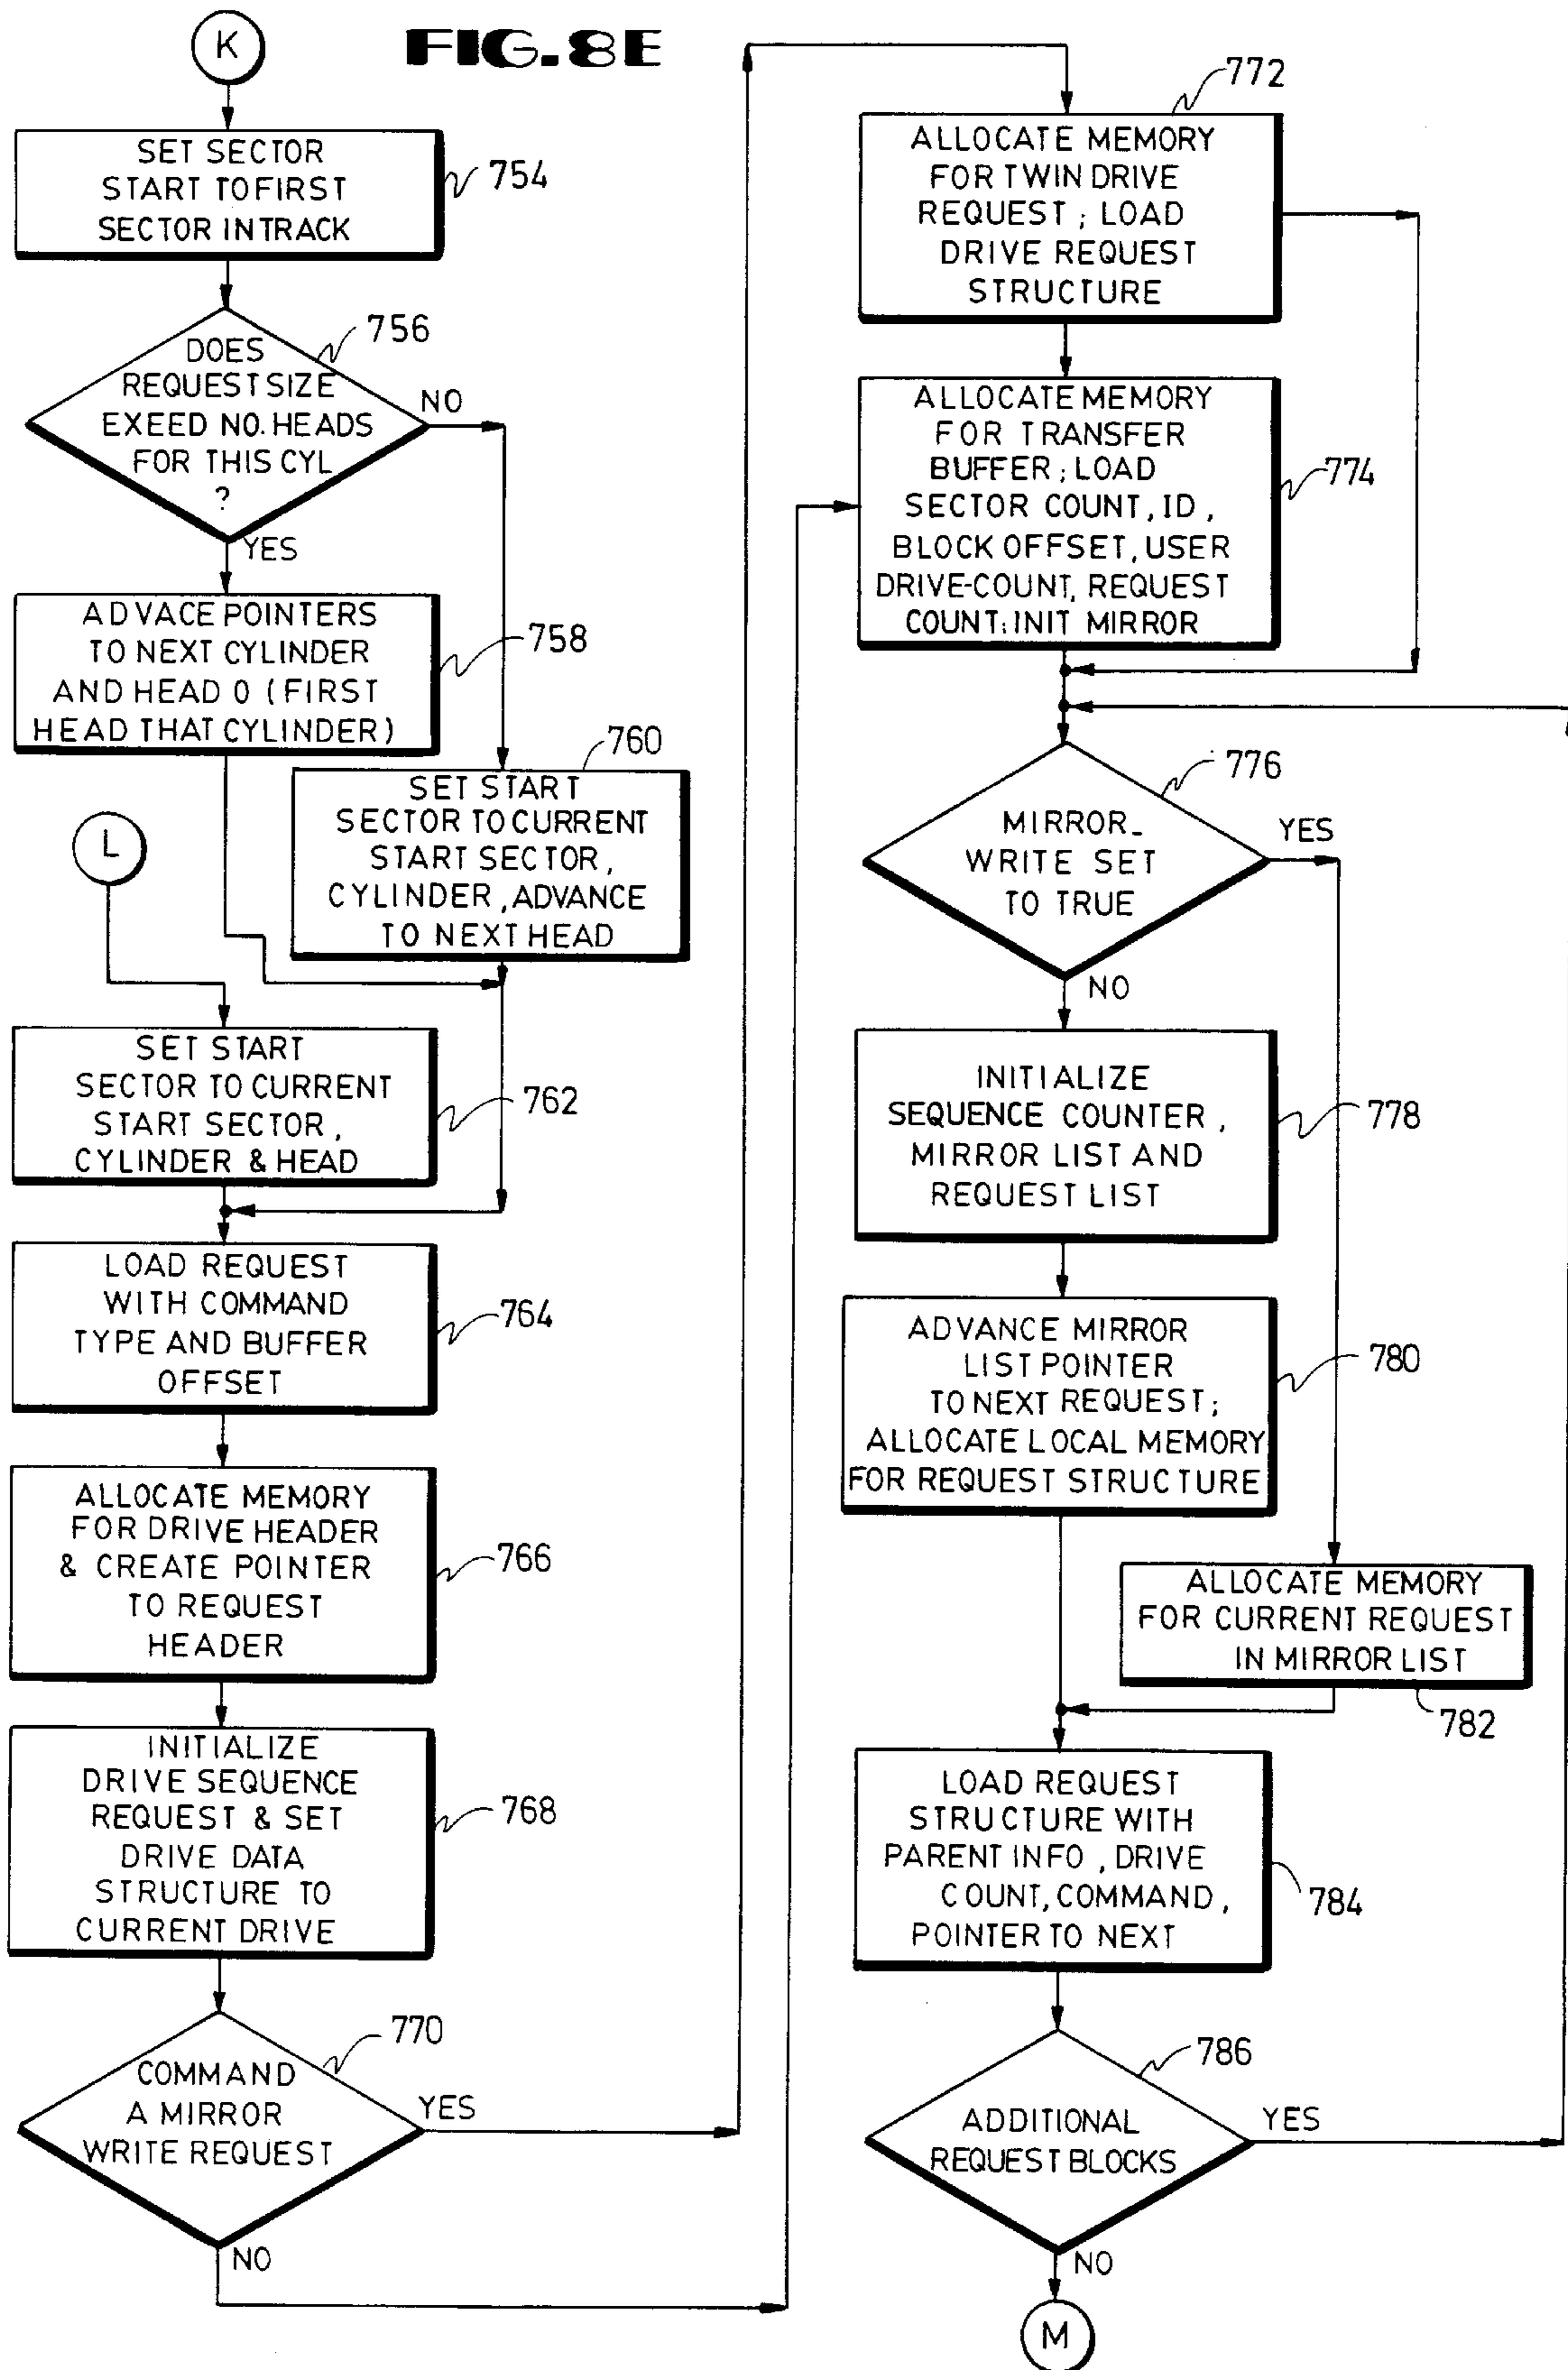 K
FIG. 8E
SET SECTOR
START TO FIRST
SECTOR IN TRACK
754
DOES
REQUEST SIZE
EXEED NO. HEADS
FOR THIS CYL
?
756
NO
YES
ADVACE POINTERS
TO NEXT CYLINDER
AND HEAD 0 (FIRST
HEAD THAT CYLINDER)
758
760
SET START
SECTOR TO CURRENT
START SECTOR,
CYLINDER, ADVANCE
TO NEXT HEAD
L
SET START
SECTOR TO CURRENT
START SECTOR,
CYLINDER & HEAD
762
LOAD REQUEST
WITH COMMAND
TYPE AND BUFFER
OFFSET
764
ALLOCATE MEMORY
FOR DRIVE HEADER
& CREATE POINTER
TO REQUEST
HEADER
766
INITIALIZE
DRIVE SEQUENCE
REQUEST & SET
DRIVE DATA
STRUCTURE TO
CURRENT DRIVE
768
770
COMMAND
A MIRROR
WRITE REQUEST
YES
NO
772
ALLOCATE MEMORY
FOR TWIN DRIVE
REQUEST; LOAD
DRIVE REQUEST
STRUCTURE
ALLOCATE MEMORY
FOR TRANSFER
BUFFER; LOAD
SECTOR COUNT, ID,
BLOCK OFFSET, USER
DRIVE-COUNT, REQUEST
COUNT; INIT MIRROR
774
776
MIRROR_
WRITE SET
TO TRUE
YES
NO
INITIALIZE
SEQUENCE COUNTER,
MIRROR LIST AND
REQUEST LIST
778
ADVANCE MIRROR
LIST POINTER
TO NEXT REQUEST;
ALLOCATE LOCAL MEMORY
FOR REQUEST STRUCTURE
780
ALLOCATE MEMORY
FOR CURRENT REQUEST
IN MIRROR LIST
782
LOAD REQUEST
STRUCTURE WITH
PARENT INFO, DRIVE
COUNT, COMMAND,
POINTER TO NEXT
784
786
ADDITIONAL
REQUEST BLOCKS
YES
NO
M